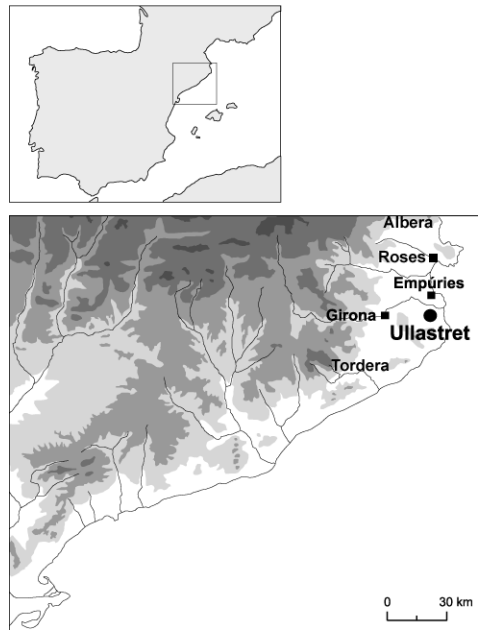 Albera
Roses
Empúries
Girona
Ullastret
Tordera
0 30 km